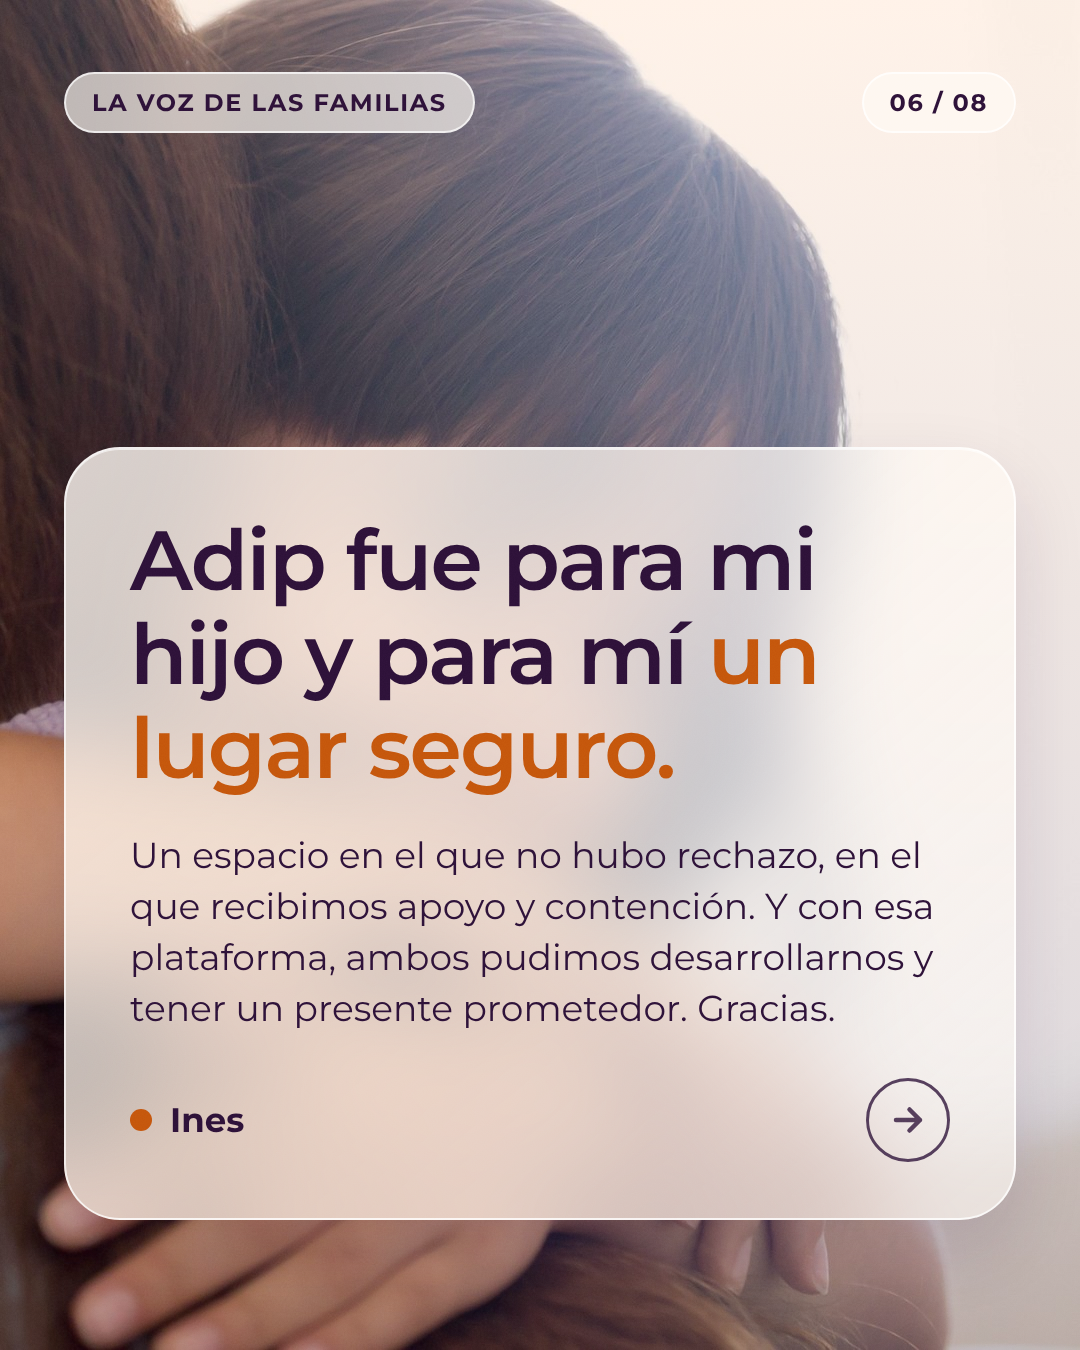 LA VOZ DE LAS FAMILIAS
06 / 08
Adip fue para mi
hijo y para mí un
lugar seguro.
Un espacio en el que no hubo rechazo, en el
que recibimos apoyo y contención. Y con esa
plataforma, ambos pudimos desarrollarnos y
tener un presente prometedor. Gracias.
Ines